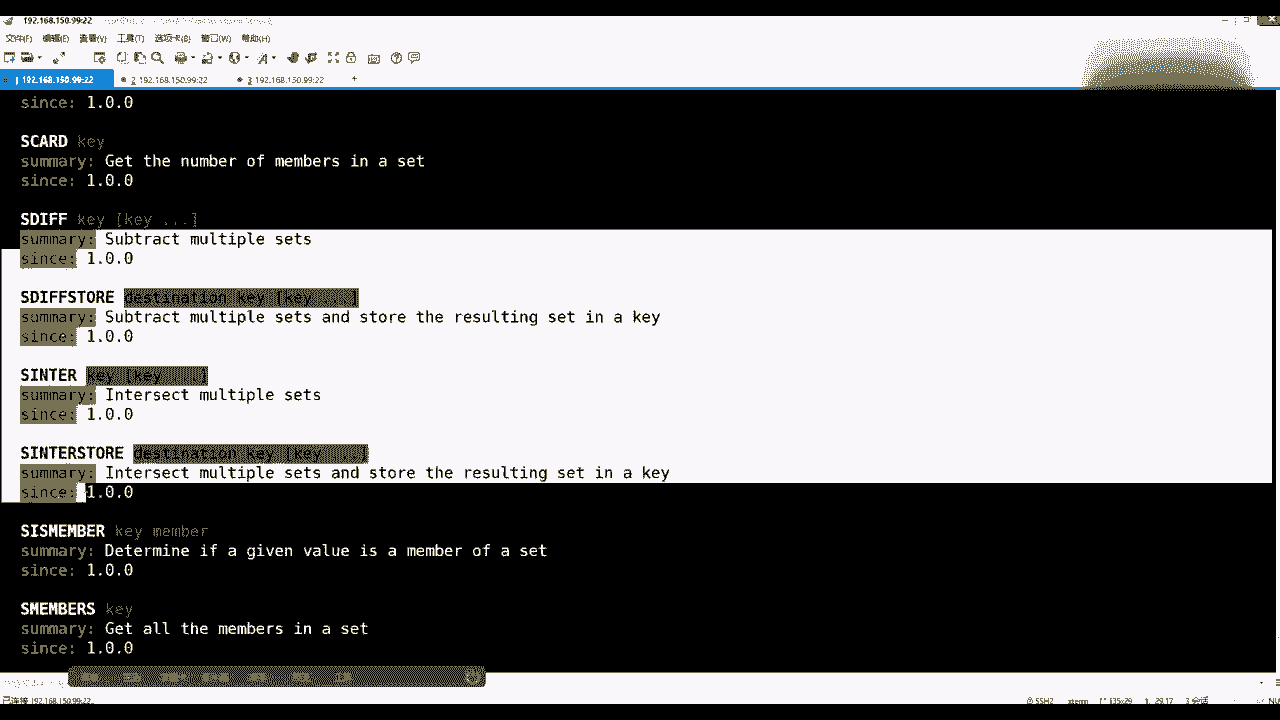 192.168.150.99:22
文件(F) 编辑(E) 查看(V) 工具(T) 选项卡(B) 窗口(W) 帮助(H)
1 192.168.150.99:22 2 192.168.150.99:22 3 192.168.150.99:22 +
since: 1.0.0
SCARD key
summary: Get the number of members in a set
since: 1.0.0
SDIFF key [key ...]
summary: Subtract multiple sets
since: 1.0.0
SDIFFSTORE destination key [key ...]
summary: Subtract multiple sets and store the resulting set in a key
since: 1.0.0
SINTER key [key ...]
summary: Intersect multiple sets
since: 1.0.0
SINTERSTORE destination key [key ...]
summary: Intersect multiple sets and store the resulting set in a key
since: 1.0.0
SISMEMBER key member
summary: Determine if a given value is a member of a set
since: 1.0.0
SMEMBERS key
summary: Get all the members in a set
since: 1.0.0
已连接 192.168.150.99:22。 SSH2 xterm 135x29 29,17 3 会话